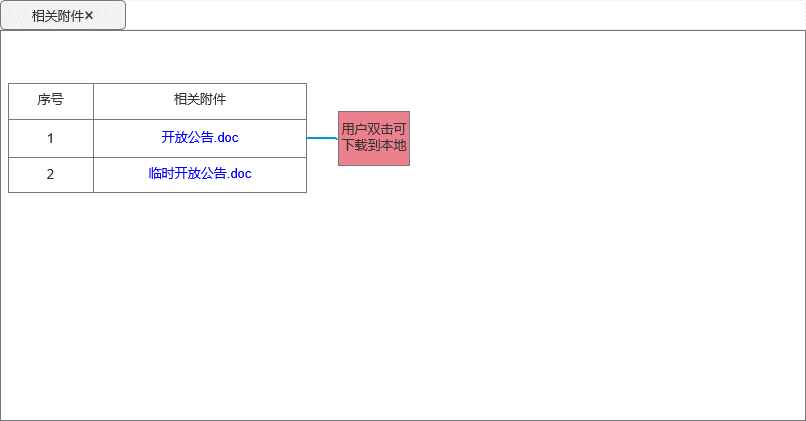 相关附件×
序号 相关附件
1 开放公告.doc
2 临时开放公告.doc
用户双击可
下载到本地